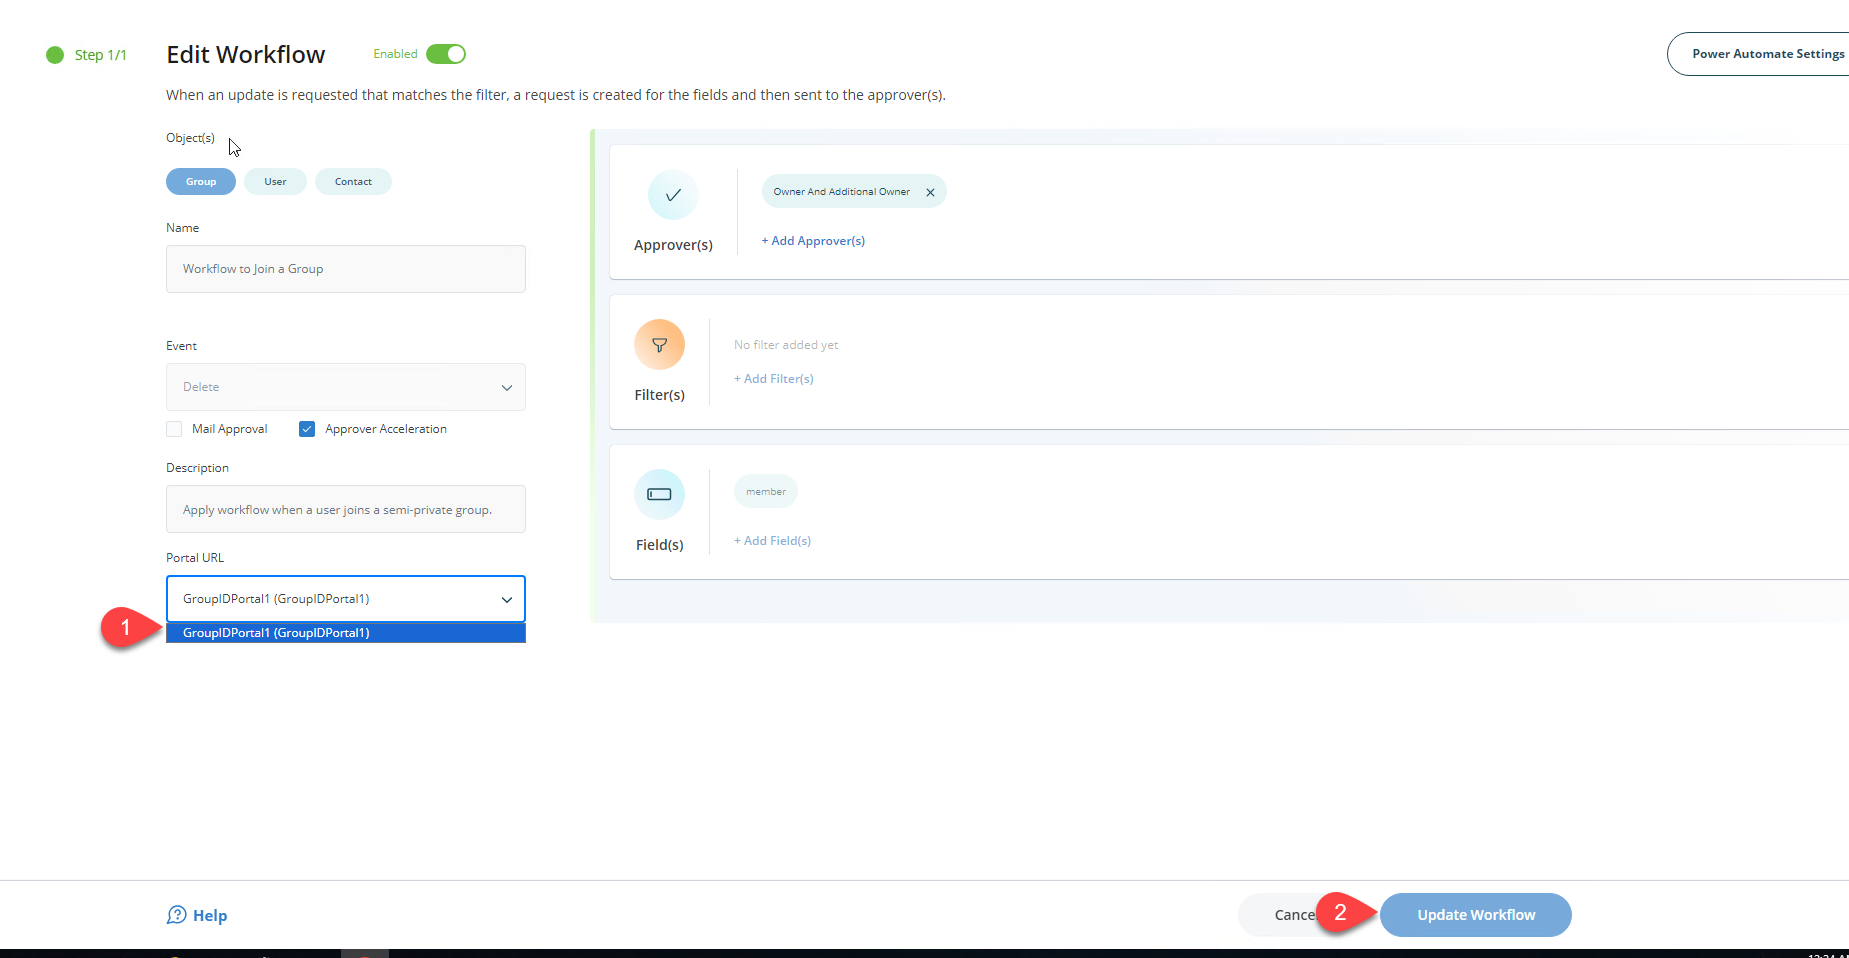 Step 1/1
Edit Workflow
Enabled
Power Automate Settings
When an update is requested that matches the filter, a request is created for the fields and then sent to the approver(s).
Object(s)
Group
User
Contact
Name
Workflow to Join a Group
Event
Delete
Mail Approval
Approver Acceleration
Description
Apply workflow when a user joins a semi-private group.
Portal URL
GroupIDPortal1 (GroupIDPortal1)
GroupIDPortal1 (GroupIDPortal1)
1
Approver(s)
Owner And Additional Owner
+ Add Approver(s)
Filter(s)
No filter added yet
+ Add Filter(s)
Field(s)
member
+ Add Field(s)
Help
Cance
2
Update Workflow